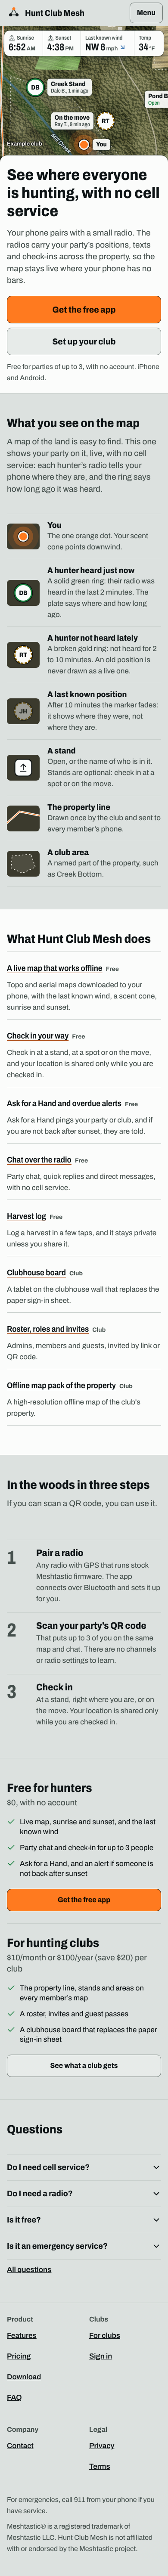 Hunt Club Mesh
Menu
Sunrise
6:52 AM
Sunset
4:38 PM
Last known wind
NW 6 mph
Temp
34 °F
DB
Creek Stand
Dale B., 1 min ago
Pond B
Open
On the move
Ray T., 6 min ago
RT
Mill Creek
You
Example club
See where everyone
is hunting, with no cell
service
Your phone pairs with a small radio. The
radios carry your party's positions, texts
and check-ins across the property, so the
map stays live where your phone has no
bars.
Get the free app
Set up your club
Free for parties of up to 3, with no account. iPhone
and Android.
What you see on the map
A map of the land is easy to find. This one
shows your party on it, live, with no cell
service: each hunter's radio tells your
phone where they are, and the ring says
how long ago it was heard.
You
The one orange dot. Your scent
points downwind.
DB
A hunter heard just now
A solid green ring: their radio was
heard in the last 2 minutes. The
plate says where and how long
ago.
RT
A hunter not heard lately
A broken gold ring: not heard for 2
to 10 minutes. An old position is
never drawn as a live one.
JH
A last known position
After 10 minutes the marker fades:
it shows where they were, not
where they are.
A stand
Open, or the name of who is in it.
Stands are optional: check in at a
spot or on the move.
The property line
Drawn once by the club and sent to
every member's phone.
A club area
A named part of the property, such
as Creek Bottom.
What Hunt Club Mesh does
A live map that works offline Free
Topo and aerial maps downloaded to your
phone, with the last known wind, a scent cone,
sunrise and sunset.
Check in your way Free
Check in at a stand, at a spot or on the move,
and your location is shared only while you are
checked in.
Ask for a Hand and overdue alerts Free
Ask for a Hand pings your party or club, and if
you are not back after sunset, they are told.
Chat over the radio Free
Party chat, quick replies and direct messages,
with no cell service.
Harvest log Free
Log a harvest in a few taps, and it stays private
unless you share it.
Clubhouse board Club
A tablet on the clubhouse wall that replaces the
paper sign-in sheet.
Roster, roles and invites Club
Admins, members and guests, invited by link or
QR code.
Offline map pack of the property Club
A high-resolution offline map of the club's
property.
In the woods in three steps
If you can scan a QR code, you can use it.
1
Pair a radio
Any radio with GPS that runs stock
Meshtastic firmware. The app
connects over Bluetooth and sets it up
for you.
2
Scan your party's QR code
That puts up to 3 of you on the same
map and chat. There are no channels
or radio settings to learn.
3
Check in
At a stand, right where you are, or on
the move. Your location is shared only
while you are checked in.
Free for hunters
$0, with no account
Live map, sunrise and sunset, and the last
known wind
Party chat and check-in for up to 3 people
Ask for a Hand, and an alert if someone is
not back after sunset
Get the free app
For hunting clubs
$10/month or $100/year (save $20) per
club
The property line, stands and areas on
every member's map
A roster, invites and guest passes
A clubhouse board that replaces the paper
sign-in sheet
See what a club gets
Questions
Do I need cell service?
Do I need a radio?
Is it free?
Is it an emergency service?
All questions
Product
Features
Pricing
Download
FAQ
Clubs
For clubs
Sign in
Company
Contact
Legal
Privacy
Terms
For emergencies, call 911 from your phone if you
have service.
Meshtastic® is a registered trademark of
Meshtastic LLC. Hunt Club Mesh is not affiliated
with or endorsed by the Meshtastic project.